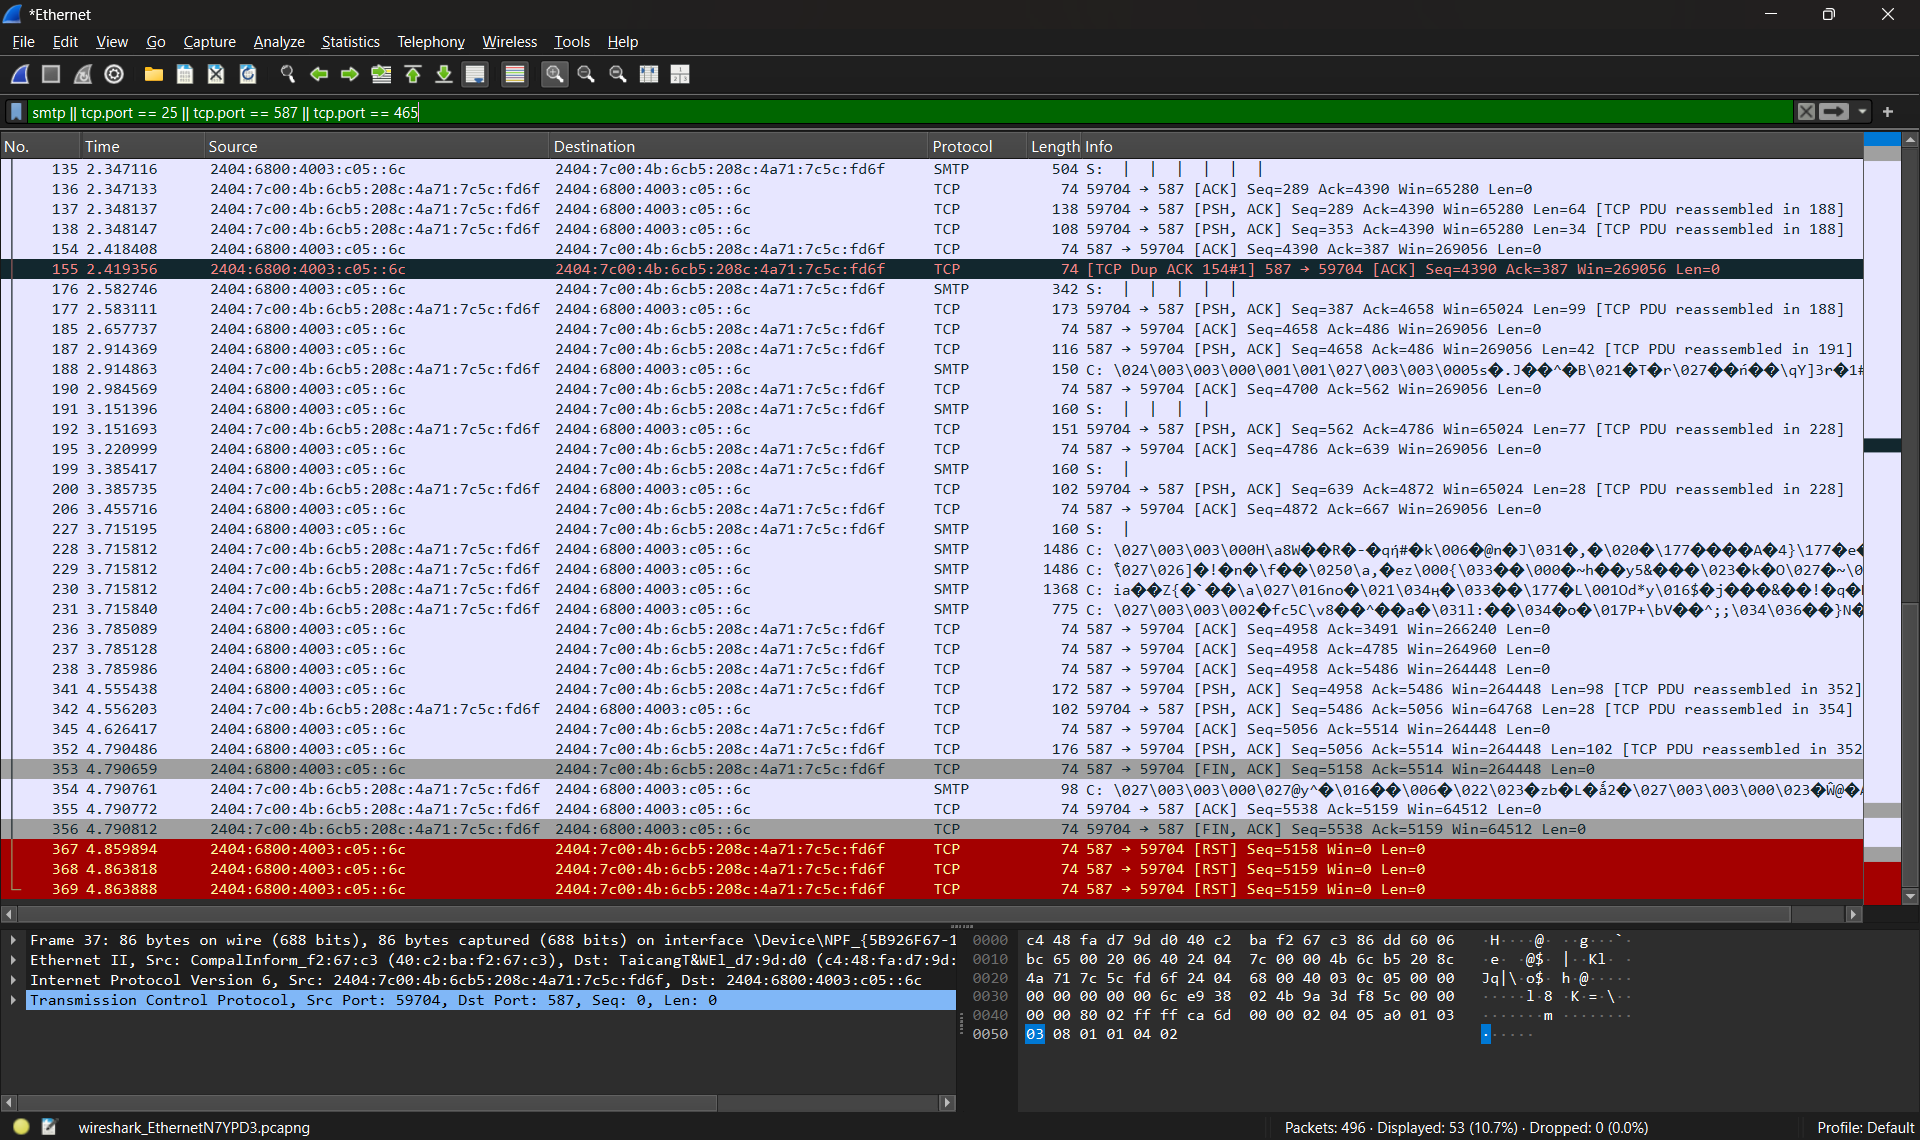 *Ethernet
File Edit View Go Capture Analyze Statistics Telephony Wireless Tools Help
smtp || tcp.port == 25 || tcp.port == 587 || tcp.port == 465
No. Time Source Destination Protocol Length Info
135 2.347116 2404:6800:4003:c05::6c 2404:7c00:4b:6cb5:208c:4a71:7c5c:fd6f SMTP 504 S: | | | | | |
136 2.347133 2404:7c00:4b:6cb5:208c:4a71:7c5c:fd6f 2404:6800:4003:c05::6c TCP 74 59704 → 587 [ACK] Seq=289 Ack=4390 Win=65280 Len=0
137 2.348137 2404:7c00:4b:6cb5:208c:4a71:7c5c:fd6f 2404:6800:4003:c05::6c TCP 138 59704 → 587 [PSH, ACK] Seq=289 Ack=4390 Win=65280 Len=64 [TCP PDU reassembled in 188]
138 2.348147 2404:7c00:4b:6cb5:208c:4a71:7c5c:fd6f 2404:6800:4003:c05::6c TCP 108 59704 → 587 [PSH, ACK] Seq=353 Ack=4390 Win=65280 Len=34 [TCP PDU reassembled in 188]
154 2.418408 2404:6800:4003:c05::6c 2404:7c00:4b:6cb5:208c:4a71:7c5c:fd6f TCP 74 587 → 59704 [ACK] Seq=4390 Ack=387 Win=269056 Len=0
155 2.419356 2404:6800:4003:c05::6c 2404:7c00:4b:6cb5:208c:4a71:7c5c:fd6f TCP 74 [TCP Dup ACK 154#1] 587 → 59704 [ACK] Seq=4390 Ack=387 Win=269056 Len=0
176 2.582746 2404:6800:4003:c05::6c 2404:7c00:4b:6cb5:208c:4a71:7c5c:fd6f SMTP 342 S: | | | | |
177 2.583111 2404:7c00:4b:6cb5:208c:4a71:7c5c:fd6f 2404:6800:4003:c05::6c TCP 173 59704 → 587 [PSH, ACK] Seq=387 Ack=4658 Win=65024 Len=99 [TCP PDU reassembled in 188]
185 2.657737 2404:6800:4003:c05::6c 2404:7c00:4b:6cb5:208c:4a71:7c5c:fd6f TCP 74 587 → 59704 [ACK] Seq=4658 Ack=486 Win=269056 Len=0
187 2.914369 2404:6800:4003:c05::6c 2404:7c00:4b:6cb5:208c:4a71:7c5c:fd6f TCP 116 587 → 59704 [PSH, ACK] Seq=4658 Ack=486 Win=269056 Len=42 [TCP PDU reassembled in 191]
188 2.914863 2404:7c00:4b:6cb5:208c:4a71:7c5c:fd6f 2404:6800:4003:c05::6c SMTP 150 C: \024\003\003\000\001\001\027\003\003\0005s�.J��^�B\021�T�r\027��ń��\qY]3r�1#
190 2.984569 2404:6800:4003:c05::6c 2404:7c00:4b:6cb5:208c:4a71:7c5c:fd6f TCP 74 587 → 59704 [ACK] Seq=4700 Ack=562 Win=269056 Len=0
191 3.151396 2404:6800:4003:c05::6c 2404:7c00:4b:6cb5:208c:4a71:7c5c:fd6f SMTP 160 S: | | | |
192 3.151693 2404:7c00:4b:6cb5:208c:4a71:7c5c:fd6f 2404:6800:4003:c05::6c TCP 151 59704 → 587 [PSH, ACK] Seq=562 Ack=4786 Win=65024 Len=77 [TCP PDU reassembled in 228]
195 3.220999 2404:6800:4003:c05::6c 2404:7c00:4b:6cb5:208c:4a71:7c5c:fd6f TCP 74 587 → 59704 [ACK] Seq=4786 Ack=639 Win=269056 Len=0
199 3.385417 2404:6800:4003:c05::6c 2404:7c00:4b:6cb5:208c:4a71:7c5c:fd6f SMTP 160 S: |
200 3.385735 2404:7c00:4b:6cb5:208c:4a71:7c5c:fd6f 2404:6800:4003:c05::6c TCP 102 59704 → 587 [PSH, ACK] Seq=639 Ack=4872 Win=65024 Len=28 [TCP PDU reassembled in 228]
206 3.455716 2404:6800:4003:c05::6c 2404:7c00:4b:6cb5:208c:4a71:7c5c:fd6f TCP 74 587 → 59704 [ACK] Seq=4872 Ack=667 Win=269056 Len=0
227 3.715195 2404:6800:4003:c05::6c 2404:7c00:4b:6cb5:208c:4a71:7c5c:fd6f SMTP 160 S: |
228 3.715812 2404:7c00:4b:6cb5:208c:4a71:7c5c:fd6f 2404:6800:4003:c05::6c SMTP 1486 C: \027\003\003\000H\a8W��R�-�qή#�k\006�@n�J\031�,�\020�\177����A�4}\177�e�
229 3.715812 2404:7c00:4b:6cb5:208c:4a71:7c5c:fd6f 2404:6800:4003:c05::6c SMTP 1486 C: \027\026]�!�n�\f��\0250\a,�ez\000{\033��\000�~h��y5&���\023�k�O\027�~\0
230 3.715812 2404:7c00:4b:6cb5:208c:4a71:7c5c:fd6f 2404:6800:4003:c05::6c SMTP 1368 C: ia��Z{�`��\a\027\016no�\021\034ӊ�\033��\177�L\001Od*y\016$�j���&��!�q�
231 3.715840 2404:7c00:4b:6cb5:208c:4a71:7c5c:fd6f 2404:6800:4003:c05::6c SMTP 775 C: \027\003\003\002�fc5C\v8��^��a�\031l:��\034�o�\017P+\bV��^;;\034\036��}N�
236 3.785089 2404:6800:4003:c05::6c 2404:7c00:4b:6cb5:208c:4a71:7c5c:fd6f TCP 74 587 → 59704 [ACK] Seq=4958 Ack=3491 Win=266240 Len=0
237 3.785128 2404:6800:4003:c05::6c 2404:7c00:4b:6cb5:208c:4a71:7c5c:fd6f TCP 74 587 → 59704 [ACK] Seq=4958 Ack=4785 Win=264960 Len=0
238 3.785986 2404:6800:4003:c05::6c 2404:7c00:4b:6cb5:208c:4a71:7c5c:fd6f TCP 74 587 → 59704 [ACK] Seq=4958 Ack=5486 Win=264448 Len=0
341 4.555438 2404:6800:4003:c05::6c 2404:7c00:4b:6cb5:208c:4a71:7c5c:fd6f TCP 172 587 → 59704 [PSH, ACK] Seq=4958 Ack=5486 Win=264448 Len=98 [TCP PDU reassembled in 352]
342 4.556203 2404:7c00:4b:6cb5:208c:4a71:7c5c:fd6f 2404:6800:4003:c05::6c TCP 102 59704 → 587 [PSH, ACK] Seq=5486 Ack=5056 Win=64768 Len=28 [TCP PDU reassembled in 354]
345 4.626417 2404:6800:4003:c05::6c 2404:7c00:4b:6cb5:208c:4a71:7c5c:fd6f TCP 74 587 → 59704 [ACK] Seq=5056 Ack=5514 Win=264448 Len=0
352 4.790486 2404:6800:4003:c05::6c 2404:7c00:4b:6cb5:208c:4a71:7c5c:fd6f TCP 176 587 → 59704 [PSH, ACK] Seq=5056 Ack=5514 Win=264448 Len=102 [TCP PDU reassembled in 352
353 4.790659 2404:6800:4003:c05::6c 2404:7c00:4b:6cb5:208c:4a71:7c5c:fd6f TCP 74 587 → 59704 [FIN, ACK] Seq=5158 Ack=5514 Win=264448 Len=0
354 4.790761 2404:7c00:4b:6cb5:208c:4a71:7c5c:fd6f 2404:6800:4003:c05::6c SMTP 98 C: \027\003\003\000\027@y^�\016��\006�\022\023�zb�L�ǻ2�\027\003\003\000\023�Ŵ@�
355 4.790772 2404:7c00:4b:6cb5:208c:4a71:7c5c:fd6f 2404:6800:4003:c05::6c TCP 74 59704 → 587 [ACK] Seq=5538 Ack=5159 Win=64512 Len=0
356 4.790812 2404:7c00:4b:6cb5:208c:4a71:7c5c:fd6f 2404:6800:4003:c05::6c TCP 74 59704 → 587 [FIN, ACK] Seq=5538 Ack=5159 Win=64512 Len=0
367 4.859894 2404:6800:4003:c05::6c 2404:7c00:4b:6cb5:208c:4a71:7c5c:fd6f TCP 74 587 → 59704 [RST] Seq=5158 Win=0 Len=0
368 4.863818 2404:6800:4003:c05::6c 2404:7c00:4b:6cb5:208c:4a71:7c5c:fd6f TCP 74 587 → 59704 [RST] Seq=5159 Win=0 Len=0
369 4.863888 2404:6800:4003:c05::6c 2404:7c00:4b:6cb5:208c:4a71:7c5c:fd6f TCP 74 587 → 59704 [RST] Seq=5159 Win=0 Len=0
Frame 37: 86 bytes on wire (688 bits), 86 bytes captured (688 bits) on interface \Device\NPF_{5B926F67-1
Ethernet II, Src: CompalInform_f2:67:c3 (40:c2:ba:f2:67:c3), Dst: TaicangT&WEl_d7:9d:d0 (c4:48:fa:d7:9d:
Internet Protocol Version 6, Src: 2404:7c00:4b:6cb5:208c:4a71:7c5c:fd6f, Dst: 2404:6800:4003:c05::6c
Transmission Control Protocol, Src Port: 59704, Dst Port: 587, Seq: 0, Len: 0
0000 c4 48 fa d7 9d d0 40 c2 ba f2 67 c3 86 dd 60 06 ·H····@· ··g···`·
0010 bc 65 00 20 06 40 24 04 7c 00 00 4b 6c b5 20 8c ·e· ·@$· |··Kl· ·
0020 4a 71 7c 5c fd 6f 24 04 68 00 40 03 0c 05 00 00 Jq|\·o$· h·@·····
0030 00 00 00 00 00 6c e9 38 02 4b 9a 3d f8 5c 00 00 ·····l·8 ·K·=·\··
0040 00 00 80 02 ff ff ca 6d 00 00 02 04 05 a0 01 03 ·······m ········
0050 03 08 01 01 04 02 ······
wireshark_EthernetN7YPD3.pcapng
Packets: 496 · Displayed: 53 (10.7%) · Dropped: 0 (0.0%)
Profile: Default